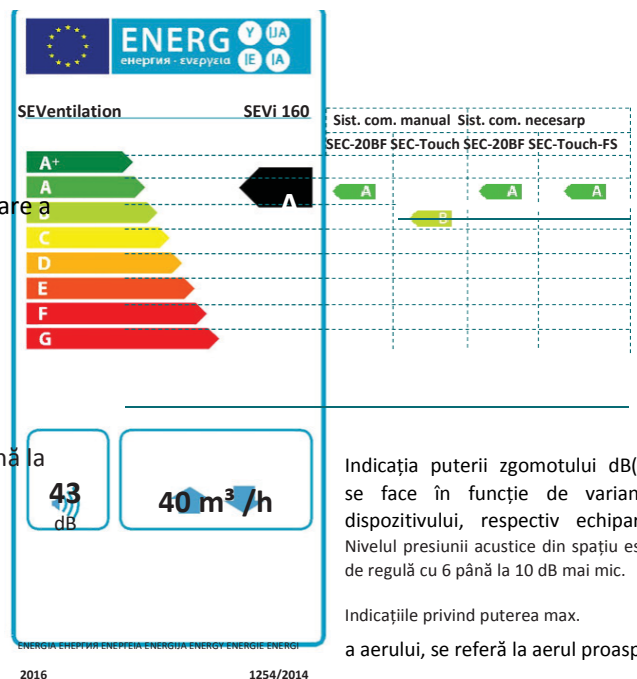 ENERG
Y IJA
IE IA
енергия · ενεργεια
SEVentilation SEVi 160
Sist. com. manual Sist. com. necesarp
SEC-20BF SEC-Touch SEC-20BF SEC-Touch-FS
A+
A A A A A
are a
B B
C
D
E
F
G
nă la
43
dB
40 m³ /h
Indicația puterii zgomotului dB(
se face în funcție de varian
dispozitivului, respectiv echipar
Nivelul presiunii acustice din spațiu es
de regulă cu 6 până la 10 dB mai mic.
Indicațiile privind puterea max.
a aerului, se referă la aerul proasp
ENERGIA ЕНЕРГИЯ ΕΝΕΡΓΕΙΑ ENERGIJA ENERGY ENERGIE ENERGI
2016 1254/2014